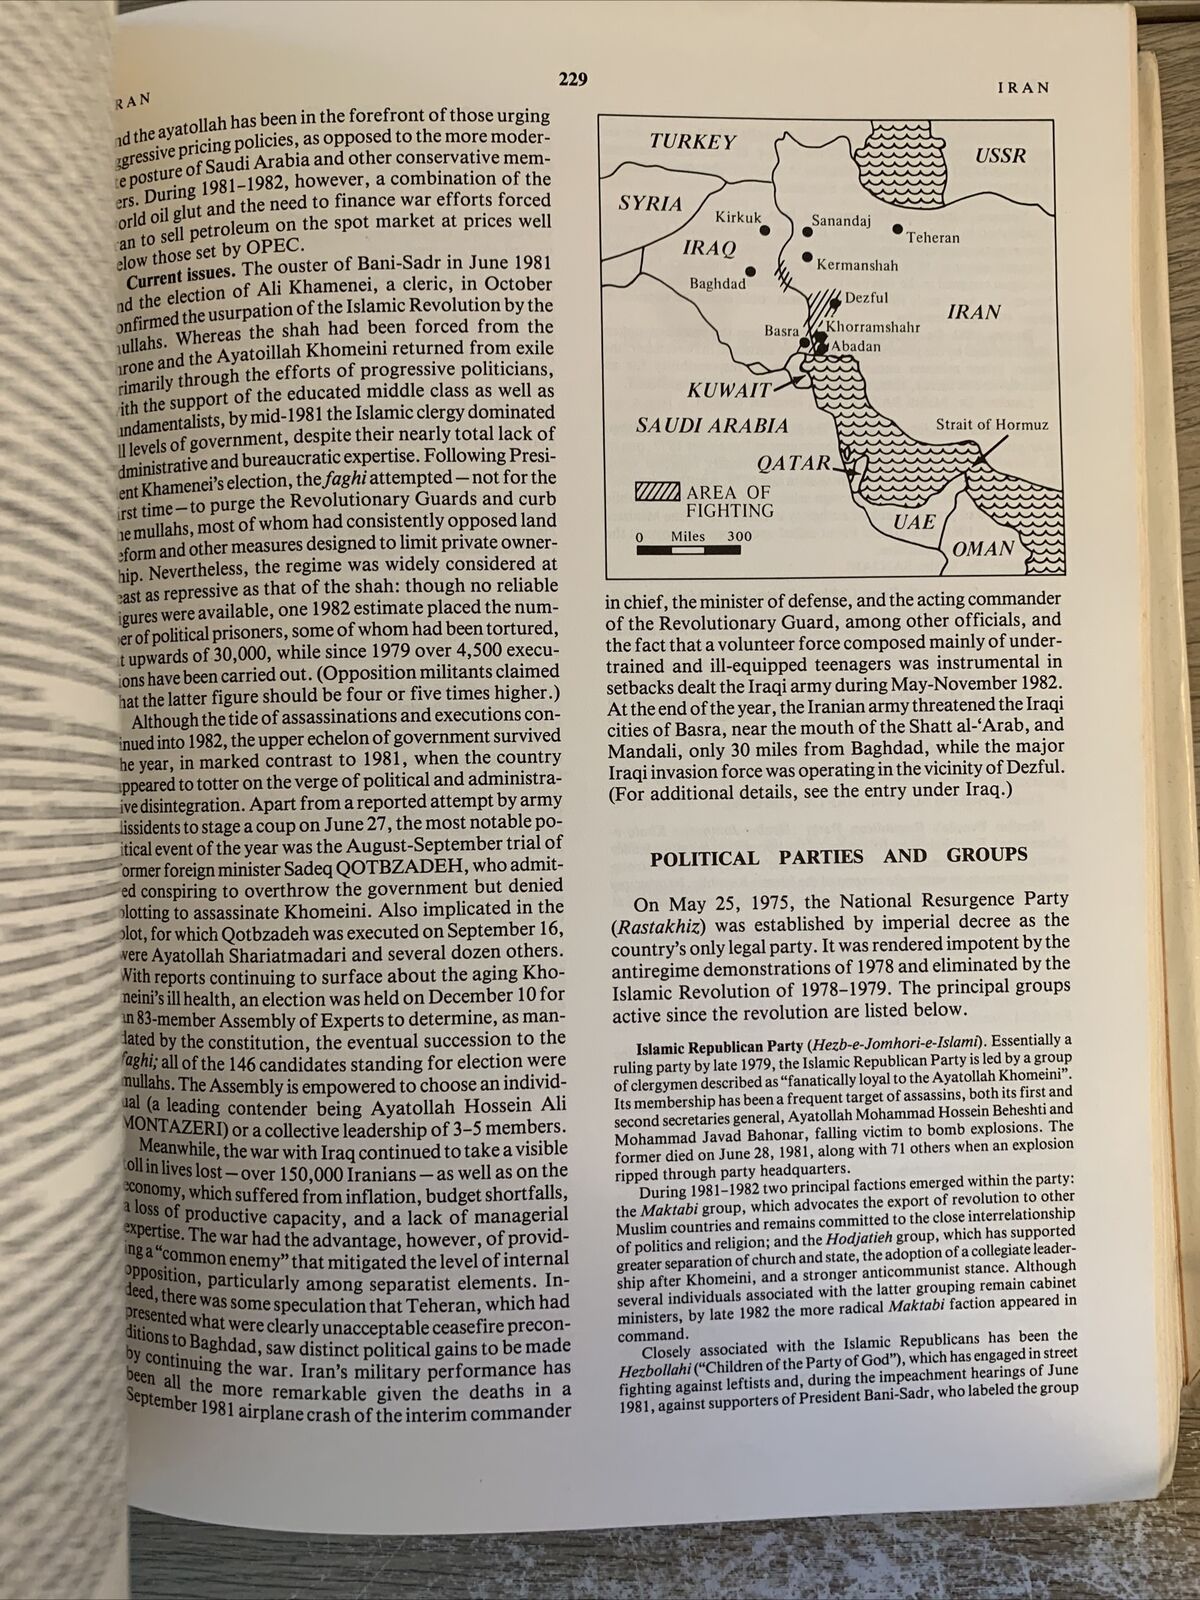 RAN
229
IRAN
nd the ayatollah has been in the forefront of those urging
ggressive pricing policies, as opposed to the more moder-
te posture of Saudi Arabia and other conservative mem-
ers. During 1981–1982, however, a combination of the
orld oil glut and the need to finance war efforts forced
an to sell petroleum on the spot market at prices well
elow those set by OPEC.
Current issues. The ouster of Bani-Sadr in June 1981
nd the election of Ali Khamenei, a cleric, in October
onfirmed the usurpation of the Islamic Revolution by the
ullahs. Whereas the shah had been forced from the
hrone and the Ayatoillah Khomeini returned from exile
rimarily through the efforts of progressive politicians,
ith the support of the educated middle class as well as
undamentalists, by mid-1981 the Islamic clergy dominated
ll levels of government, despite their nearly total lack of
dministrative and bureaucratic expertise. Following Presi-
ent Khamenei's election, the faghi attempted—not for the
irst time—to purge the Revolutionary Guards and curb
he mullahs, most of whom had consistently opposed land
eform and other measures designed to limit private owner-
hip. Nevertheless, the regime was widely considered at
east as repressive as that of the shah: though no reliable
igures were available, one 1982 estimate placed the num-
er of political prisoners, some of whom had been tortured,
t upwards of 30,000, while since 1979 over 4,500 execu-
ions have been carried out. (Opposition militants claimed
hat the latter figure should be four or five times higher.)
Although the tide of assassinations and executions con-
inued into 1982, the upper echelon of government survived
he year, in marked contrast to 1981, when the country
ppeared to totter on the verge of political and administra-
ive disintegration. Apart from a reported attempt by army
dissidents to stage a coup on June 27, the most notable po-
itical event of the year was the August-September trial of
ormer foreign minister Sadeq QOTBZADEH, who admit-
ed conspiring to overthrow the government but denied
plotting to assassinate Khomeini. Also implicated in the
plot, for which Qotbzadeh was executed on September 16,
were Ayatollah Shariatmadari and several dozen others.
With reports continuing to surface about the aging Kho-
meini's ill health, an election was held on December 10 for
an 83-member Assembly of Experts to determine, as man-
dated by the constitution, the eventual succession to the
faghi; all of the 146 candidates standing for election were
mullahs. The Assembly is empowered to choose an individ-
ual (a leading contender being Ayatollah Hossein Ali
MONTAZERI) or a collective leadership of 3–5 members.
Meanwhile, the war with Iraq continued to take a visible
toll in lives lost—over 150,000 Iranians—as well as on the
economy, which suffered from inflation, budget shortfalls,
a loss of productive capacity, and a lack of managerial
expertise. The war had the advantage, however, of provid-
ing a "common enemy" that mitigated the level of internal
opposition, particularly among separatist elements. In-
deed, there was some speculation that Teheran, which had
presented what were clearly unacceptable ceasefire precon-
ditions to Baghdad, saw distinct political gains to be made
by continuing the war. Iran's military performance has
been all the more remarkable given the deaths in a
September 1981 airplane crash of the interim commander
TURKEY
USSR
SYRIA
Kirkuk
Sanandaj
Teheran
IRAQ
Kermanshah
Baghdad
Dezful
IRAN
Basra
Khorramshahr
Abadan
KUWAIT
SAUDI ARABIA
Strait of Hormuz
QATAR
AREA OF
FIGHTING
UAE
0 Miles 300
OMAN
in chief, the minister of defense, and the acting commander
of the Revolutionary Guard, among other officials, and
the fact that a volunteer force composed mainly of under-
trained and ill-equipped teenagers was instrumental in
setbacks dealt the Iraqi army during May-November 1982.
At the end of the year, the Iranian army threatened the Iraqi
cities of Basra, near the mouth of the Shatt al-‘Arab, and
Mandali, only 30 miles from Baghdad, while the major
Iraqi invasion force was operating in the vicinity of Dezful.
(For additional details, see the entry under Iraq.)
POLITICAL PARTIES AND GROUPS
On May 25, 1975, the National Resurgence Party
(Rastakhiz) was established by imperial decree as the
country's only legal party. It was rendered impotent by the
antiregime demonstrations of 1978 and eliminated by the
Islamic Revolution of 1978–1979. The principal groups
active since the revolution are listed below.
Islamic Republican Party (Hezb-e-Jomhori-e-Islami). Essentially a
ruling party by late 1979, the Islamic Republican Party is led by a group
of clergymen described as "fanatically loyal to the Ayatollah Khomeini".
Its membership has been a frequent target of assassins, both its first and
second secretaries general, Ayatollah Mohammad Hossein Beheshti and
Mohammad Javad Bahonar, falling victim to bomb explosions. The
former died on June 28, 1981, along with 71 others when an explosion
ripped through party headquarters.
During 1981–1982 two principal factions emerged within the party:
the Maktabi group, which advocates the export of revolution to other
Muslim countries and remains committed to the close interrelationship
of politics and religion; and the Hodjatieh group, which has supported
greater separation of church and state, the adoption of a collegiate leader-
ship after Khomeini, and a stronger anticommunist stance. Although
several individuals associated with the latter grouping remain cabinet
ministers, by late 1982 the more radical Maktabi faction appeared in
command.
Closely associated with the Islamic Republicans has been the
Hezbollahi ("Children of the Party of God"), which has engaged in street
fighting against leftists and, during the impeachment hearings of June
1981, against supporters of President Bani-Sadr, who labeled the group